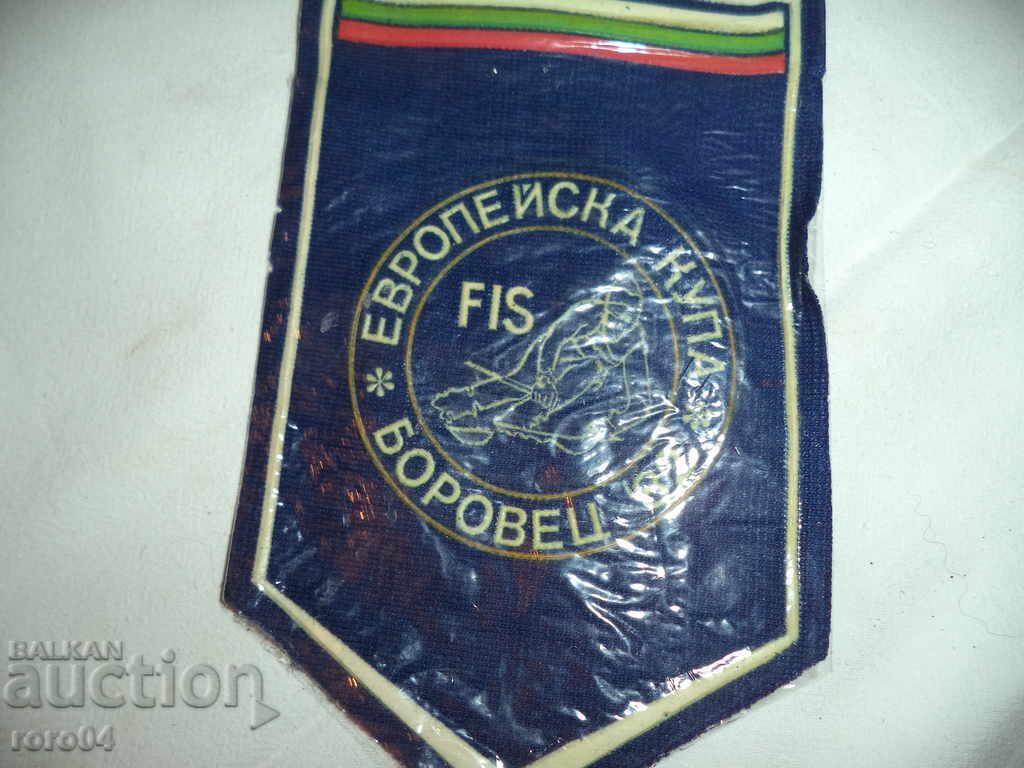 ЕВРОПЕЙСКА КУПА
FIS
БОРОВЕЦ
BALKAN
auction
roro04